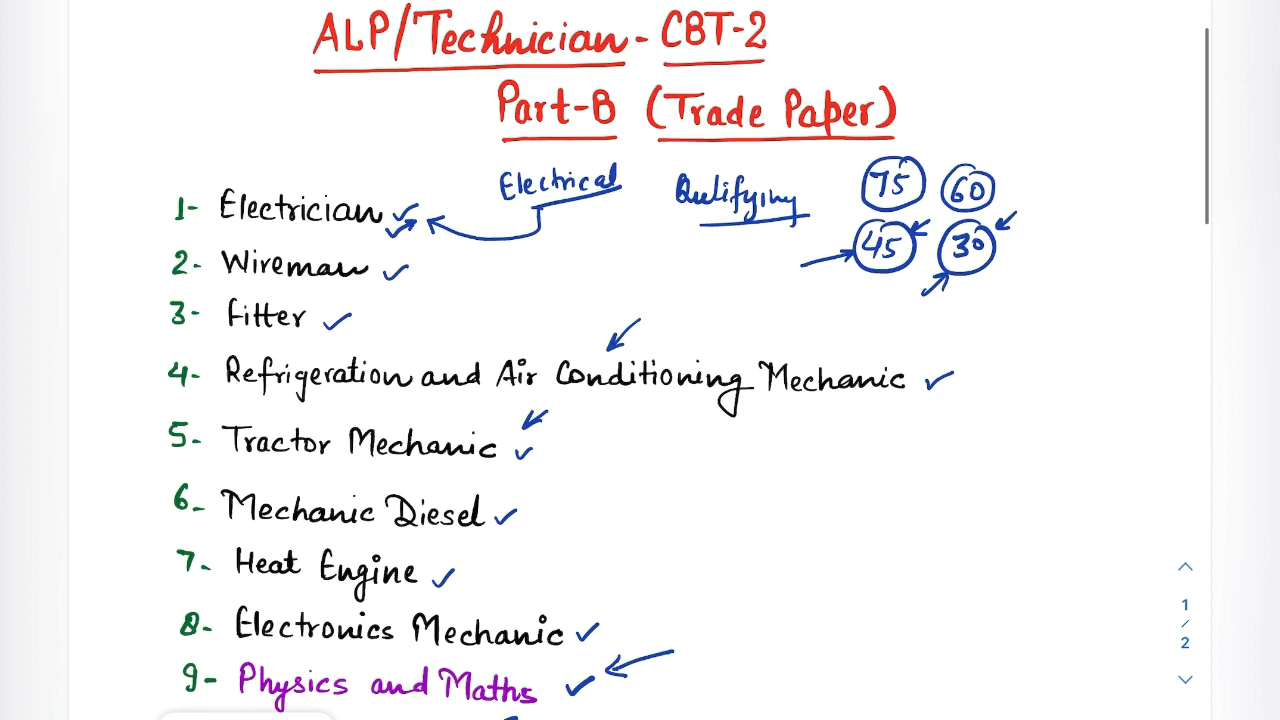 ALP/Technician - CBT-2
Part-B (Trade Paper)
Electrical Qulifying 75 60
1- Electrician
45 30
2- Wireman
3- Fitter
4- Refrigeration and Air Conditioning Mechanic
5- Tractor Mechanic
6- Mechanic Diesel
7- Heat Engine
8- Electronics Mechanic
9- Physics and Maths
1
/
2